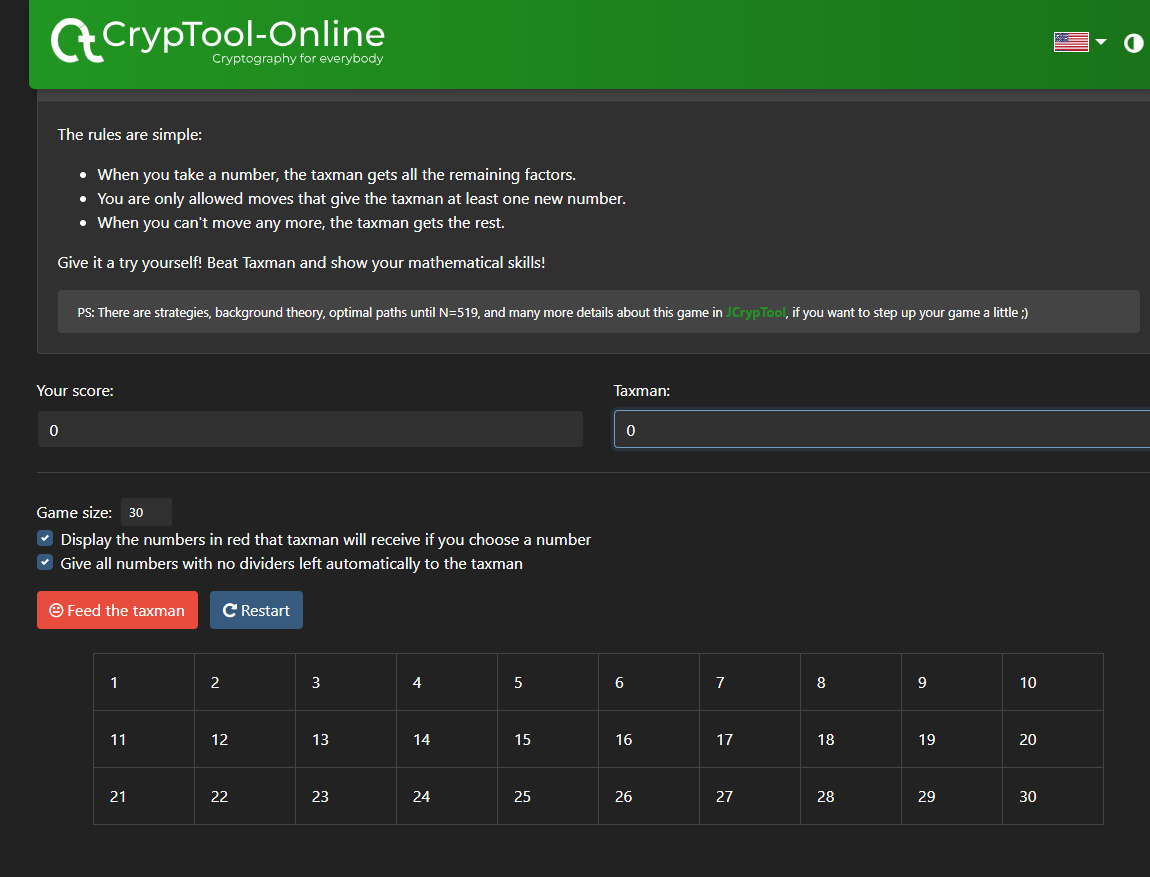 CrypTool-Online
Cryptography for everybody
The rules are simple:
When you take a number, the taxman gets all the remaining factors.
You are only allowed moves that give the taxman at least one new number.
When you can't move any more, the taxman gets the rest.
Give it a try yourself! Beat Taxman and show your mathematical skills!
PS: There are strategies, background theory, optimal paths until N=519, and many more details about this game in JCrypTool, if you want to step up your game a little ;)
Your score: Taxman:
0 0
Game size: 30
Display the numbers in red that taxman will receive if you choose a number
Give all numbers with no dividers left automatically to the taxman
Feed the taxman Restart
1 2 3 4 5 6 7 8 9 10
11 12 13 14 15 16 17 18 19 20
21 22 23 24 25 26 27 28 29 30